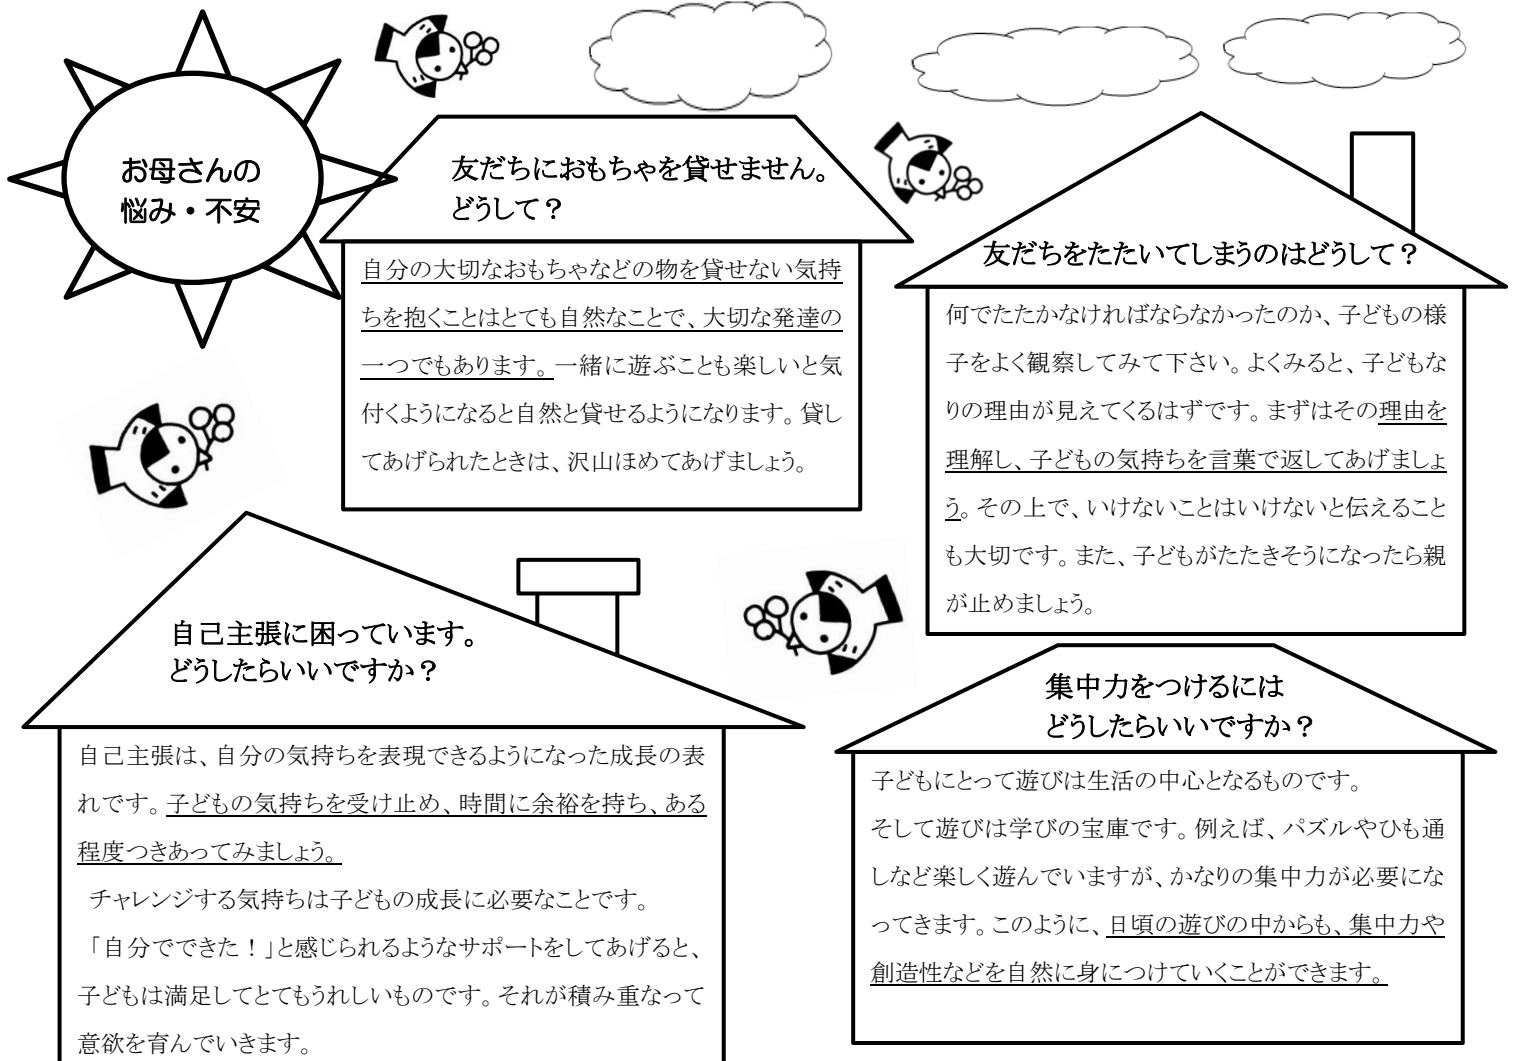 お母さんの
悩み・不安
友だちにおもちゃを貸せません。
どうして？
自分の大切なおもちゃなどの物を貸せない気持
ちを抱くことはとても自然なことで、大切な発達の
一つでもあります。一緒に遊ぶことも楽しいと気
付くようになると自然と貸せるようになります。貸し
てあげられたときは、沢山ほめてあげましょう。
友だちをたたいてしまうのはどうして？
何でたたかなければならなかったのか、子どもの様
子をよく観察してみて下さい。よくみると、子どもな
りの理由が見えてくるはずです。まずはその理由を
理解し、子どもの気持ちを言葉で返してあげましょ
う。その上で、いけないことはいけないと伝えること
も大切です。また、子どもがたたきそうになったら親
が止めましょう。
自己主張に困っています。
どうしたらいいですか？
自己主張は、自分の気持ちを表現できるようになった成長の表
れです。子どもの気持ちを受け止め、時間に余裕を持ち、ある
程度つきあってみましょう。
チャレンジする気持ちは子どもの成長に必要なことです。
「自分でできた！」と感じられるようなサポートをしてあげると、
子どもは満足してとてもうれしいものです。それが積み重なって
意欲を育んでいきます。
集中力をつけるには
どうしたらいいですか？
子どもにとって遊びは生活の中心となるものです。
そして遊びは学びの宝庫です。例えば、パズルやひも通
しなど楽しく遊んでいますが、かなりの集中力が必要にな
ってきます。このように、日頃の遊びの中からも、集中力や
創造性などを自然に身につけていくことができます。